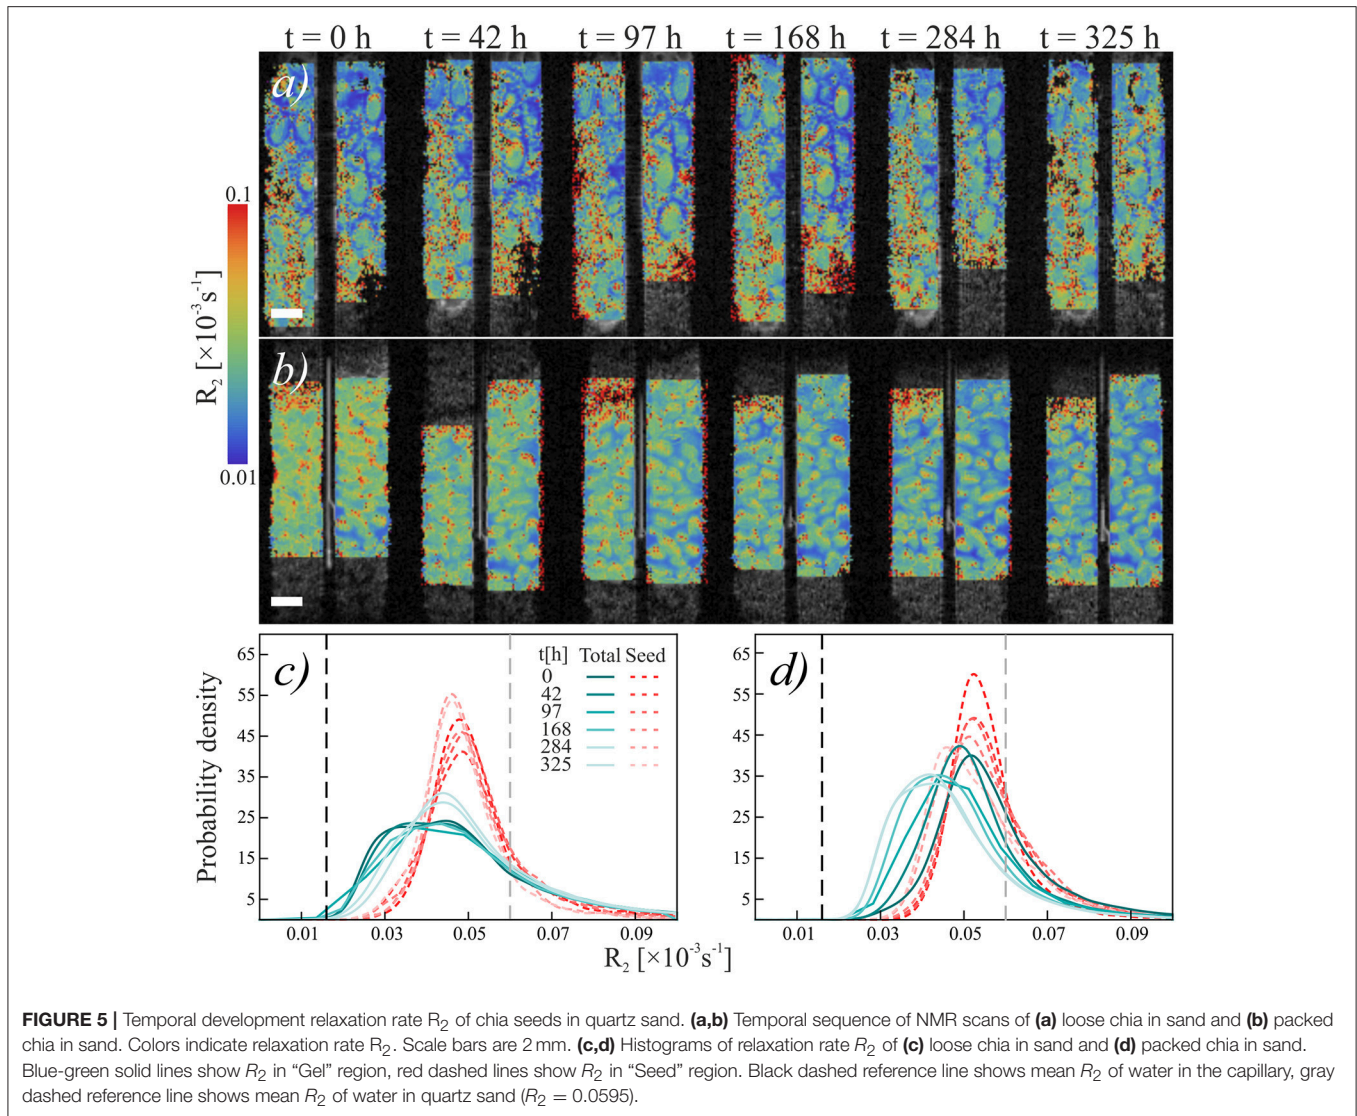 t = 0 h t = 42 h t = 97 h t = 168 h t = 284 h t = 325 h
a)
0.1
R₂ [×10⁻³s⁻¹]
0.01
b)
65
55
45
35
25
15
5
Probability density
c)
t[h] Total Seed
0
42
97
168
284
325
0.01 0.03 0.05 0.07 0.09
65
55
45
35
25
15
5
d)
0.01 0.03 0.05 0.07 0.09
R₂ [×10⁻³s⁻¹]
FIGURE 5 | Temporal development relaxation rate R₂ of chia seeds in quartz sand. (a,b) Temporal sequence of NMR scans of (a) loose chia in sand and (b) packed
chia in sand. Colors indicate relaxation rate R₂. Scale bars are 2 mm. (c,d) Histograms of relaxation rate R₂ of (c) loose chia in sand and (d) packed chia in sand.
Blue-green solid lines show R₂ in “Gel” region, red dashed lines show R₂ in “Seed” region. Black dashed reference line shows mean R₂ of water in the capillary, gray
dashed reference line shows mean R₂ of water in quartz sand (R₂ = 0.0595).